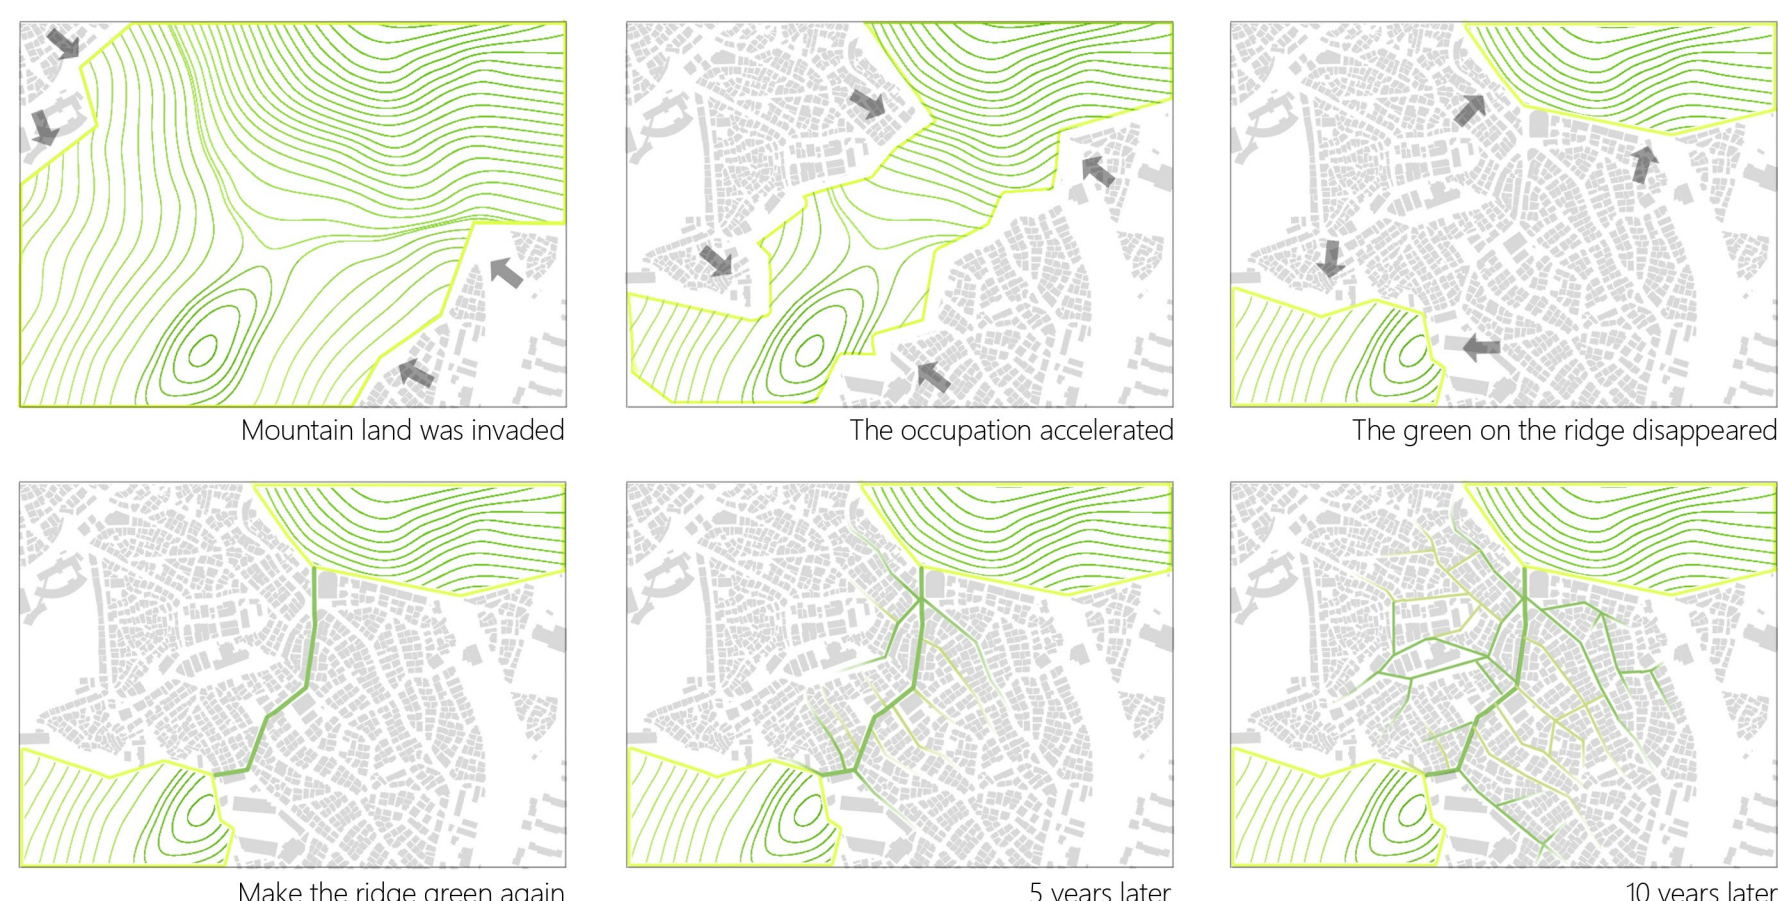 Mountain land was invaded
The occupation accelerated
The green on the ridge disappeared
Make the ridge green again
5 years later
10 years later